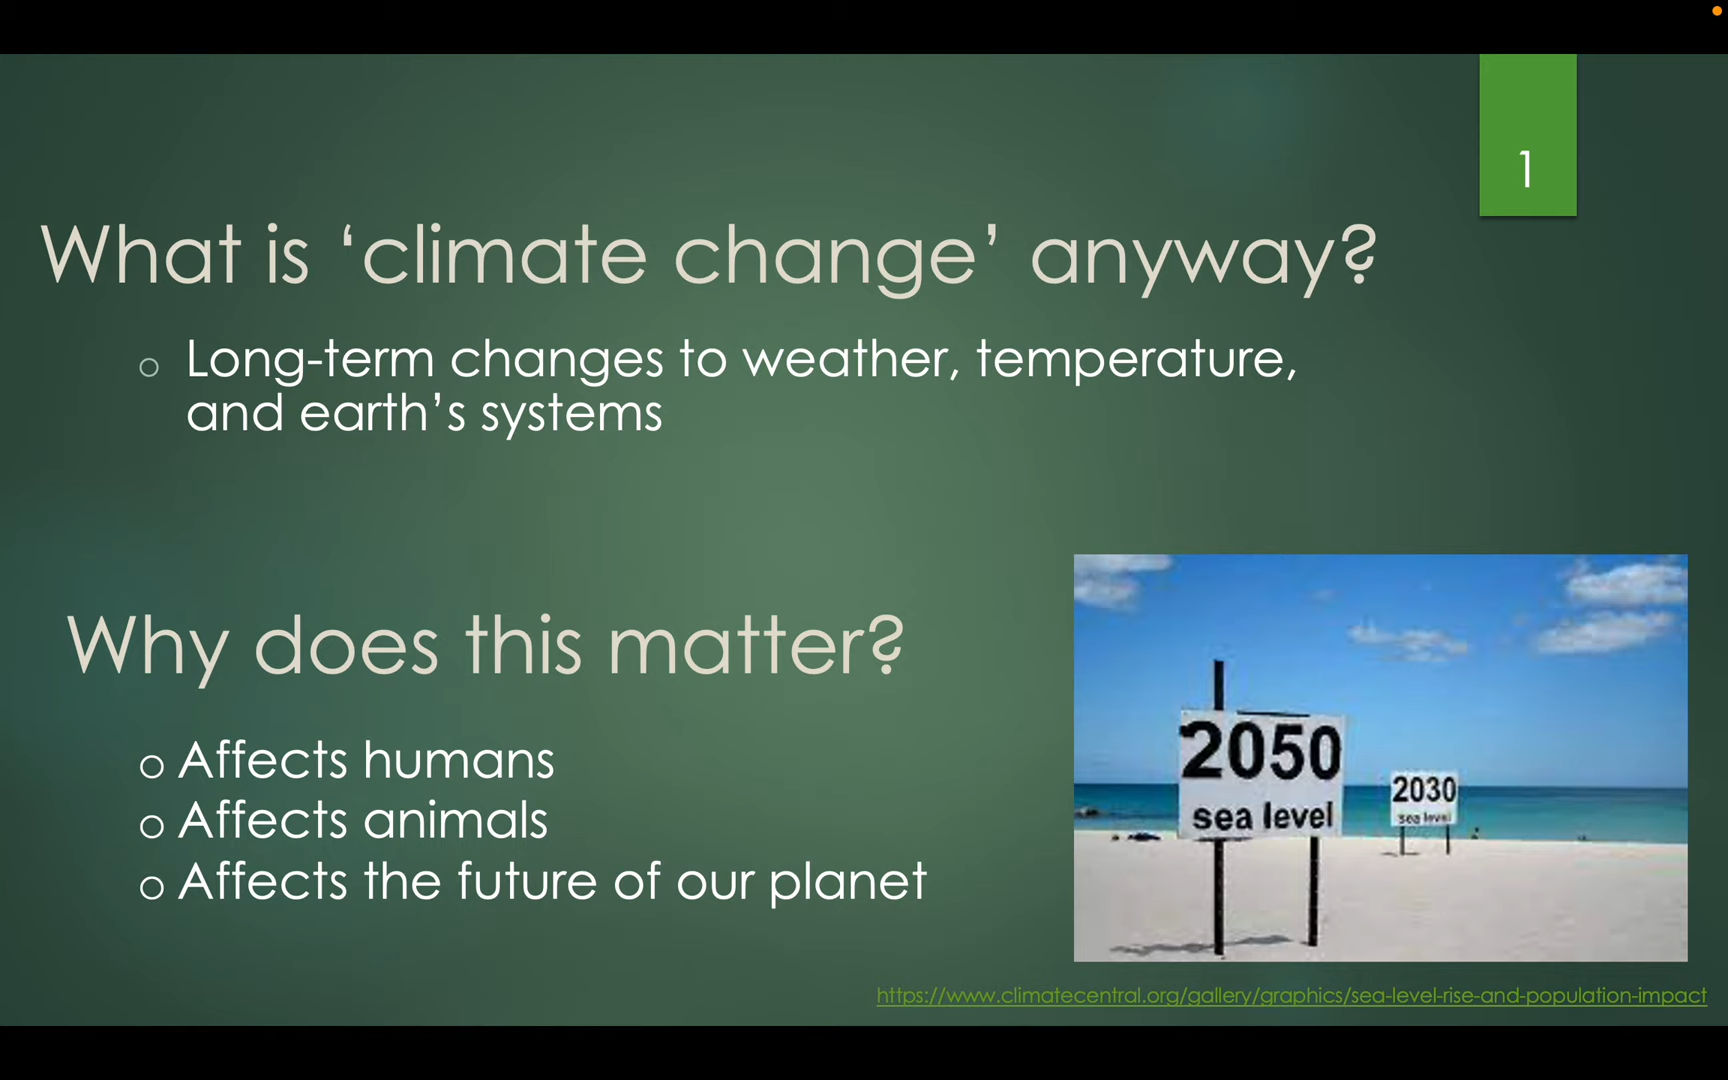 1
What is ‘climate change’ anyway?
o Long-term changes to weather, temperature,
and earth’s systems
Why does this matter?
o Affects humans
o Affects animals
o Affects the future of our planet
2050
sea level
2030
sea level
https://www.climatecentral.org/gallery/graphics/sea-level-rise-and-population-impact